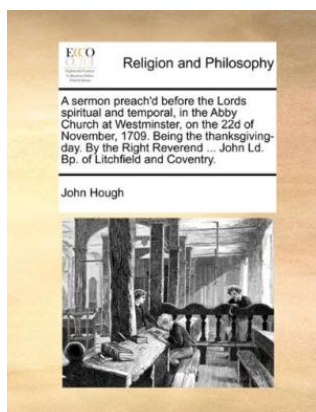 ECCO
Religion and Philosophy
A sermon preach'd before the Lords
spiritual and temporal, in the Abby
Church at Westminster, on the 22d of
November, 1709. Being the thanksgiving-
day. By the Right Reverend ... John Ld.
Bp. of Litchfield and Coventry.
John Hough